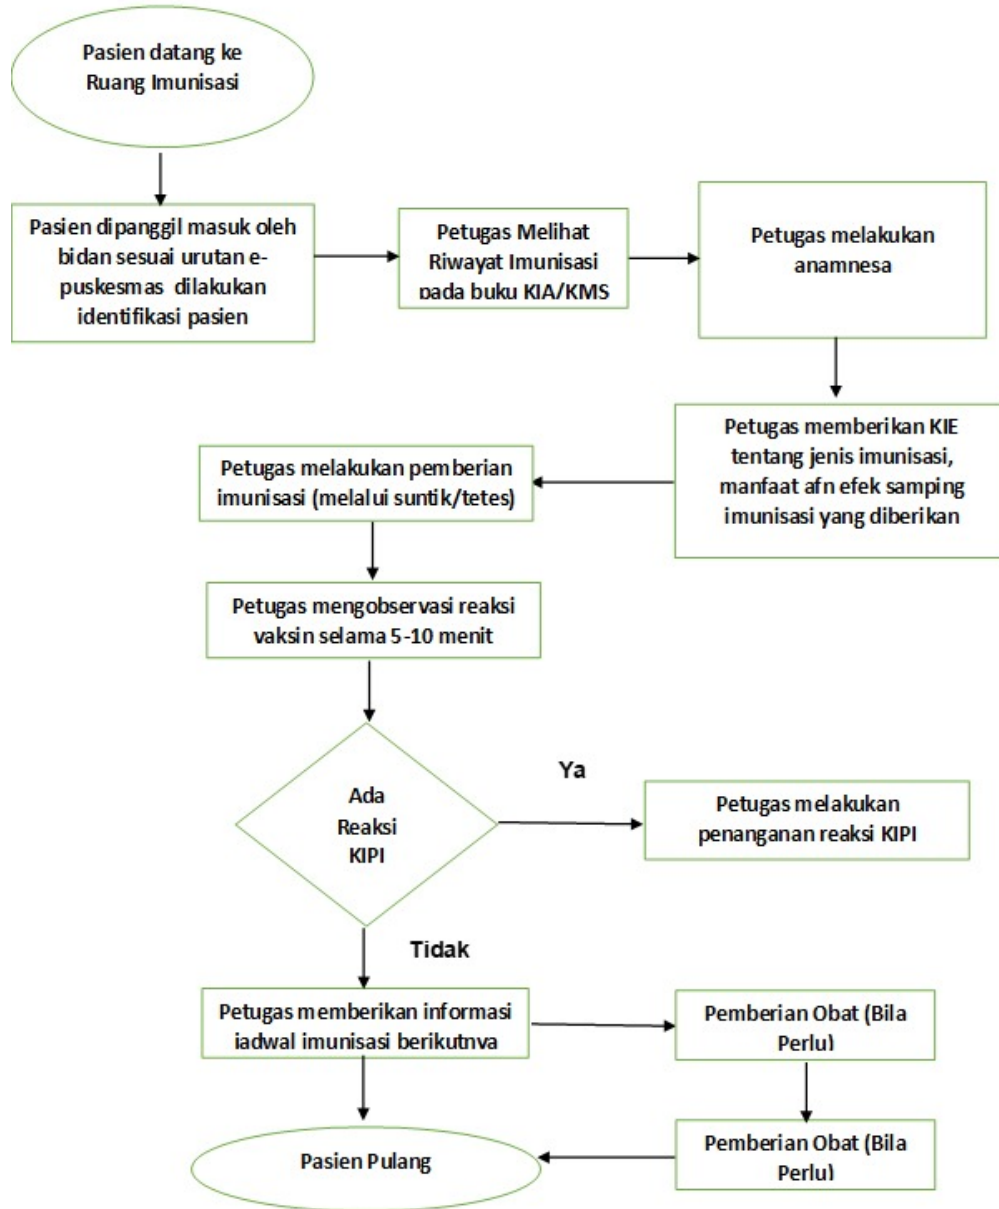 Pasien datang ke
Ruang Imunisasi
Pasien dipanggil masuk oleh
bidan sesuai urutan e-
puskesmas dilakukan
identifikasi pasien
Petugas Melihat
Riwayat Imunisasi
pada buku KIA/KMS
Petugas melakukan
anamnesa
Petugas memberikan KIE
tentang jenis imunisasi,
manfaat afn efek samping
imunisasi yang diberikan
Petugas melakukan pemberian
imunisasi (melalui suntik/tetes)
Petugas mengobservasi reaksi
vaksin selama 5-10 menit
Ada
Reaksi
KIPI
Ya
Petugas melakukan
penanganan reaksi KIPI
Tidak
Petugas memberikan informasi
jadwal imunisasi berikutnya
Pemberian Obat (Bila
Perlu)
Pemberian Obat (Bila
Perlu)
Pasien Pulang